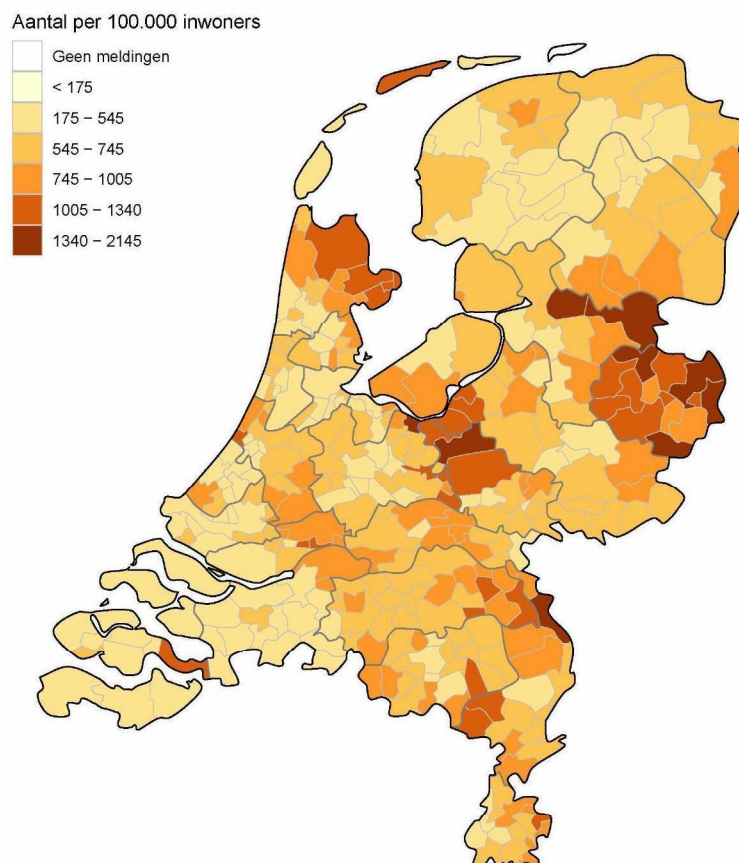 Aantal per 100.000 inwoners
Geen meldingen
< 175
175 – 545
545 – 745
745 – 1005
1005 – 1340
1340 – 2145